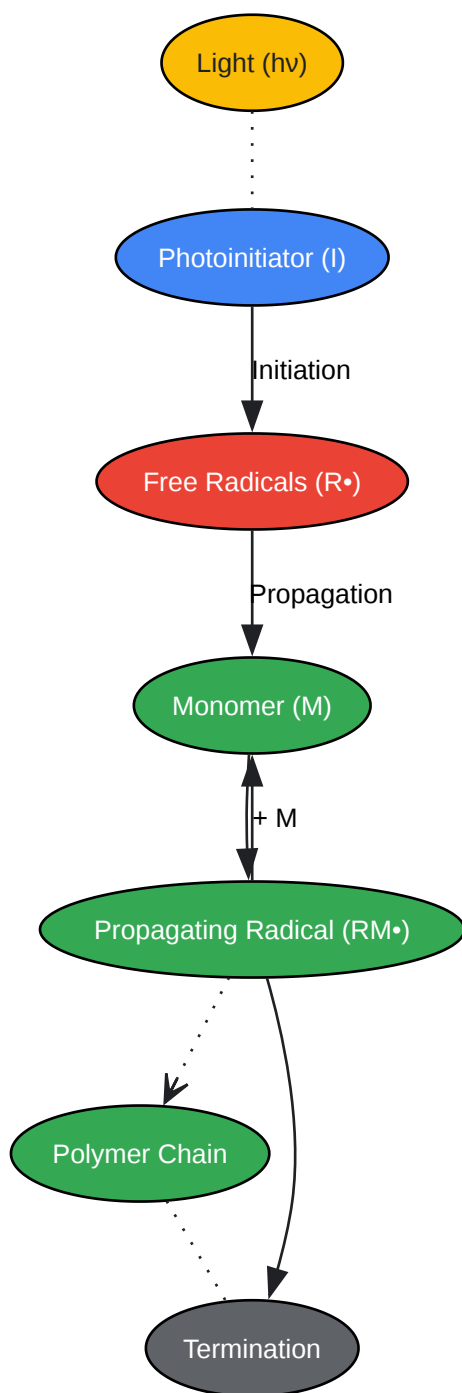 Light (hν)
Photoinitiator (I)
Initiation
Free Radicals (R•)
Propagation
Monomer (M)
+ M
Propagating Radical (RM•)
Polymer Chain
Termination